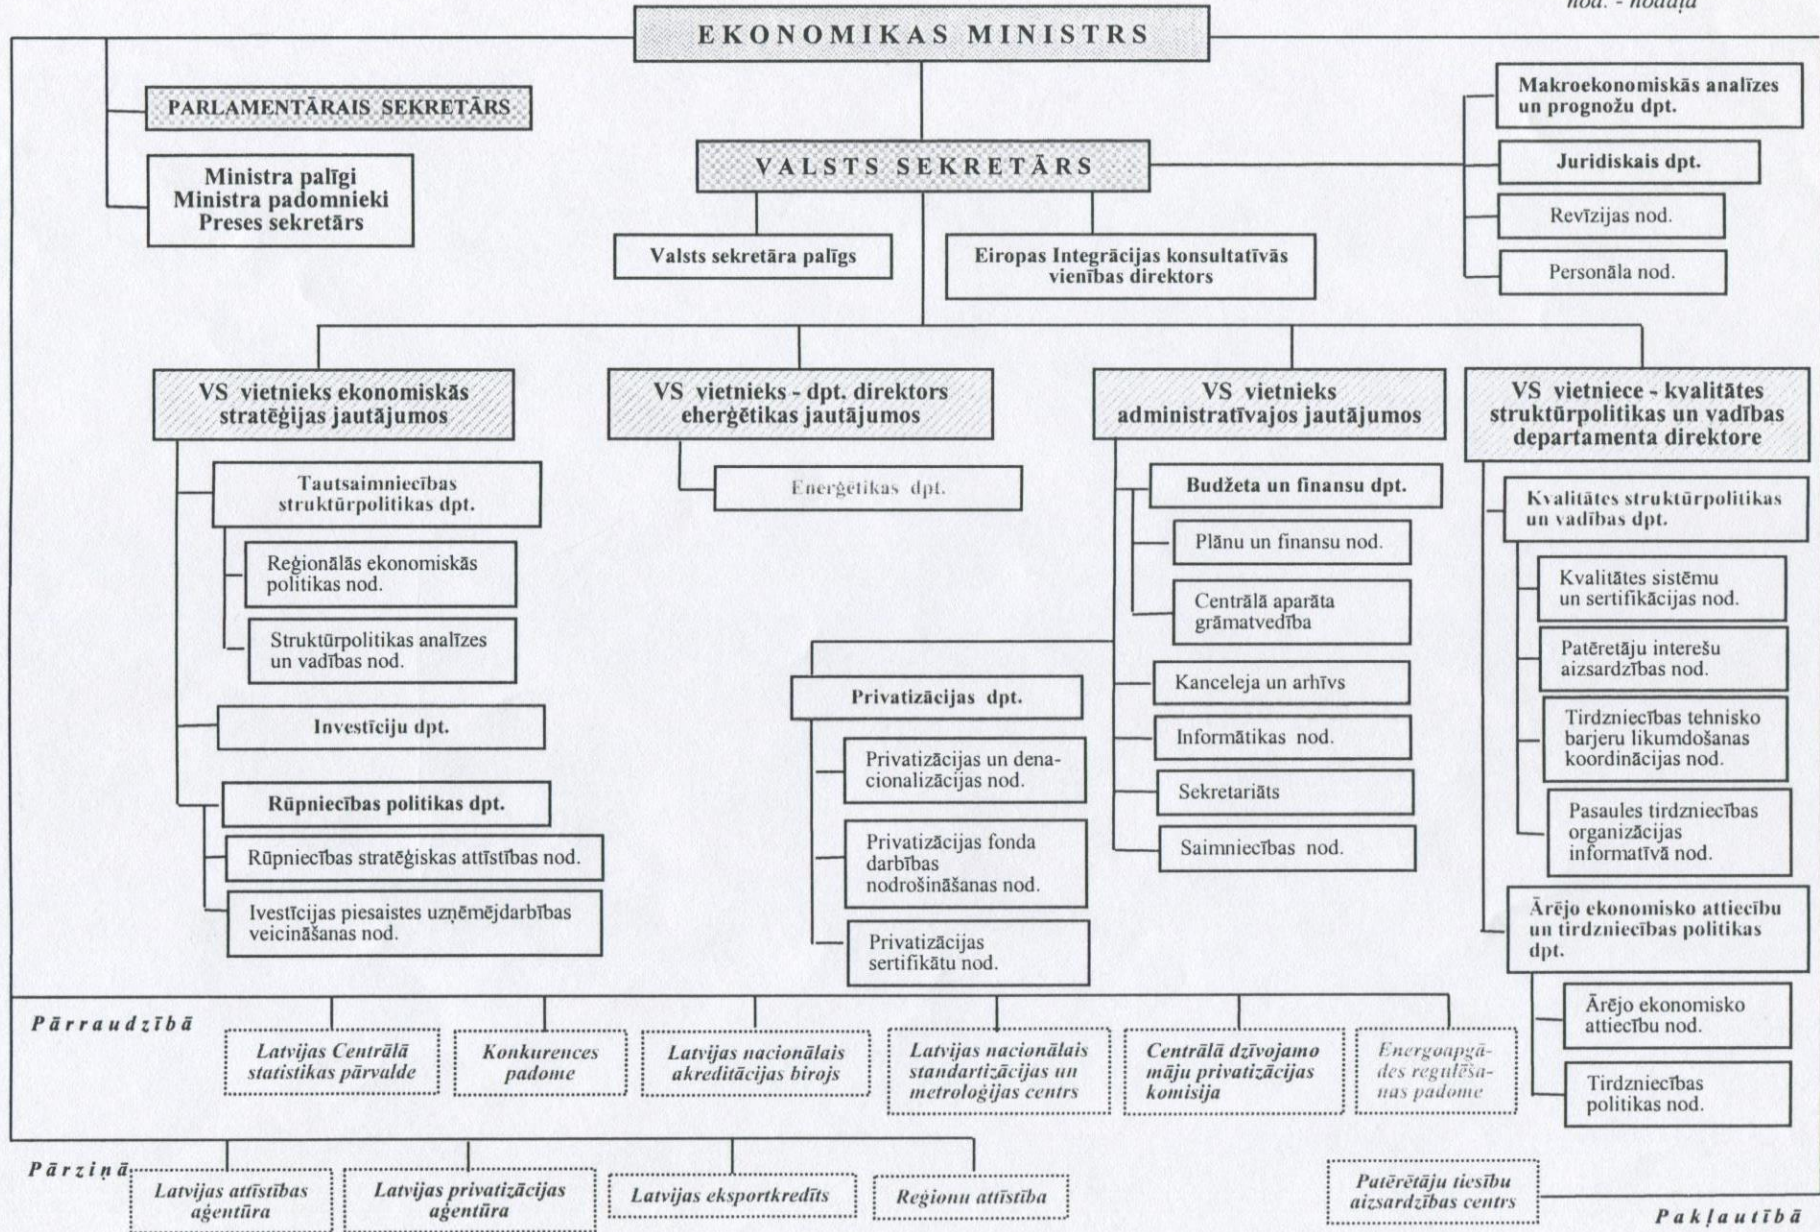 nod. - nodaļa
EKONOMIKAS MINISTRS
PARLAMENTĀRAIS SEKRETĀRS
Ministra palīgi
Ministra padomnieki
Preses sekretārs
VALSTS SEKRETĀRS
Valsts sekretāra palīgs
Eiropas Integrācijas konsultatīvās
vienības direktors
Makroekonomiskās analīzes
un prognožu dpt.
Juridiskais dpt.
Revīzijas nod.
Personāla nod.
VS vietnieks ekonomiskās
stratēģijas jautājumos
Tautsaimniecības
struktūrpolitikas dpt.
Reģionālās ekonomiskās
politikas nod.
Struktūrpolitikas analīzes
un vadības nod.
Investīciju dpt.
Rūpniecības politikas dpt.
Rūpniecības stratēģiskas attīstības nod.
Ivestīcijas piesaistes uzņēmējdarbības
veicināšanas nod.
VS vietnieks - dpt. direktors
eherģētikas jautājumos
Enerģētikas dpt.
VS vietnieks
administratīvajos jautājumos
Budžeta un finansu dpt.
Plānu un finansu nod.
Centrālā aparāta
grāmatvedība
Kanceleja un arhīvs
Informātikas nod.
Sekretariāts
Saimniecības nod.
Privatizācijas dpt.
Privatizācijas un dena-
cionalizācijas nod.
Privatizācijas fonda
darbības
nodrošināšanas nod.
Privatizācijas
sertifikātu nod.
VS vietniece - kvalitātes
struktūrpolitikas un vadības
departamenta direktore
Kvalitātes struktūrpolitikas
un vadības dpt.
Kvalitātes sistēmu
un sertifikācijas nod.
Patēretāju interešu
aizsardzības nod.
Tirdzniecības tehnisko
barjeru likumdošanas
koordinācijas nod.
Pasaules tirdzniecības
organizācijas
informatīvā nod.
Ārējo ekonomisko attiecību
un tirdzniecības politikas
dpt.
Ārējo ekonomisko
attiecību nod.
Tirdzniecības
politikas nod.
Pārraudzībā
Latvijas Centrālā
statistikas pārvalde
Konkurences
padome
Latvijas nacionālais
akreditācijas birojs
Latvijas nacionālais
standartizācijas un
metroloģijas centrs
Centrālā dzīvojamo
māju privatizācijas
komisija
Energoapgā-
des regulēša-
nas padome
Pārziņā
Latvijas attīstības
aģentūra
Latvijas privatizācijas
aģentūra
Latvijas eksportkredīts
Reģionu attīstība
Patērētāju tiesību
aizsardzības centrs
Pakļautībā